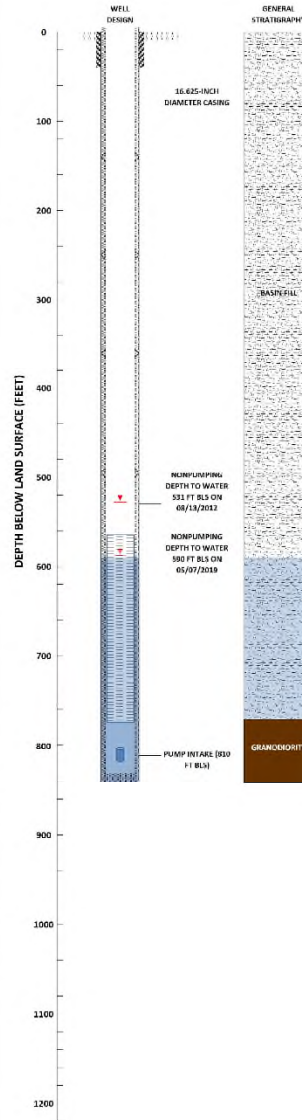 WELL
DESIGN
GENERAL
STRATIGRAPHY
DEPTH BELOW LAND SURFACE (FEET)
0
100
200
300
400
500
600
700
800
900
1000
1100
1200
16.625-INCH
DIAMETER CASING
BASIN FILL
NONPUMPING
DEPTH TO WATER
531 FT BLS ON
08/13/2012
NONPUMPING
DEPTH TO WATER
590 FT BLS ON
05/07/2019
PUMP INTAKE (810
FT BLS)
GRANODIORIT